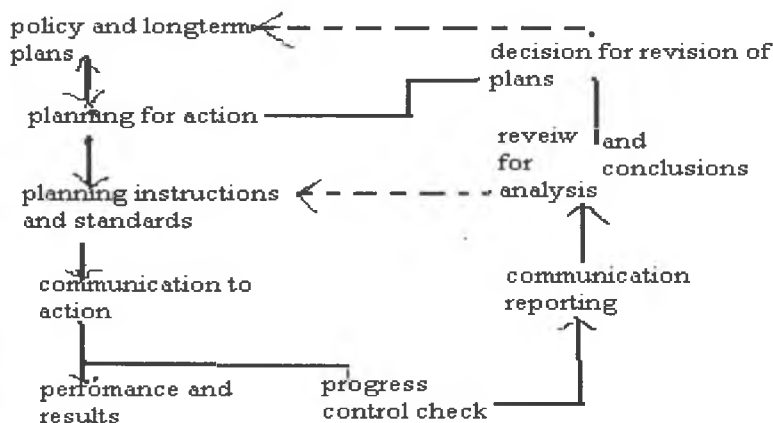 policy and longterm
plans
decision for revision of
plans
planning for action
reveiw
for
analysis
and
conclusions
planning instructions
and standards
communication to
action
communication
reporting
perfomance and
results
progress
control check